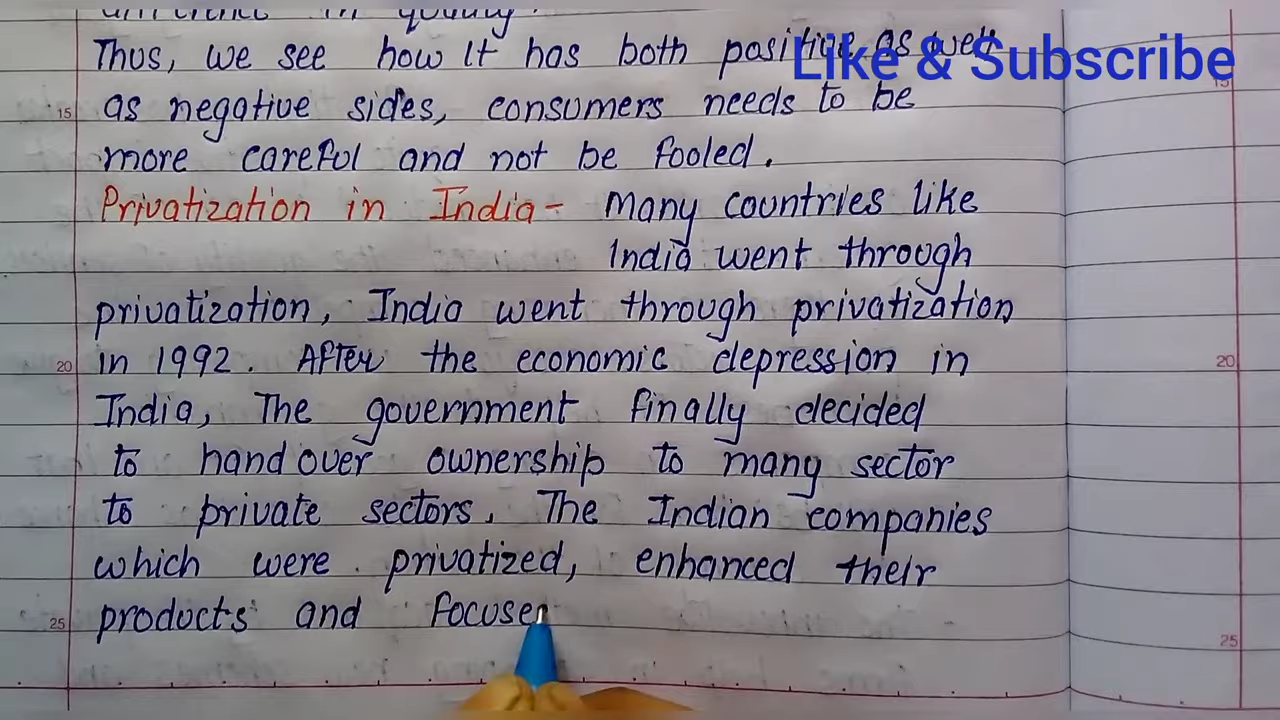 quality.
Thus, we see how It has both positive as well
Like & Subscribe
15
as negative sides, consumers needs to be
more careful and not be fooled.
Privatization in India- Many countries like
India went through
privatization, India went through privatization
in 1992. After the economic depression in
20
20
India, The government finally decided
to hand over ownership to many sector
to private sectors. The Indian companies
which were privatized, enhanced their
products and focuse
25
25